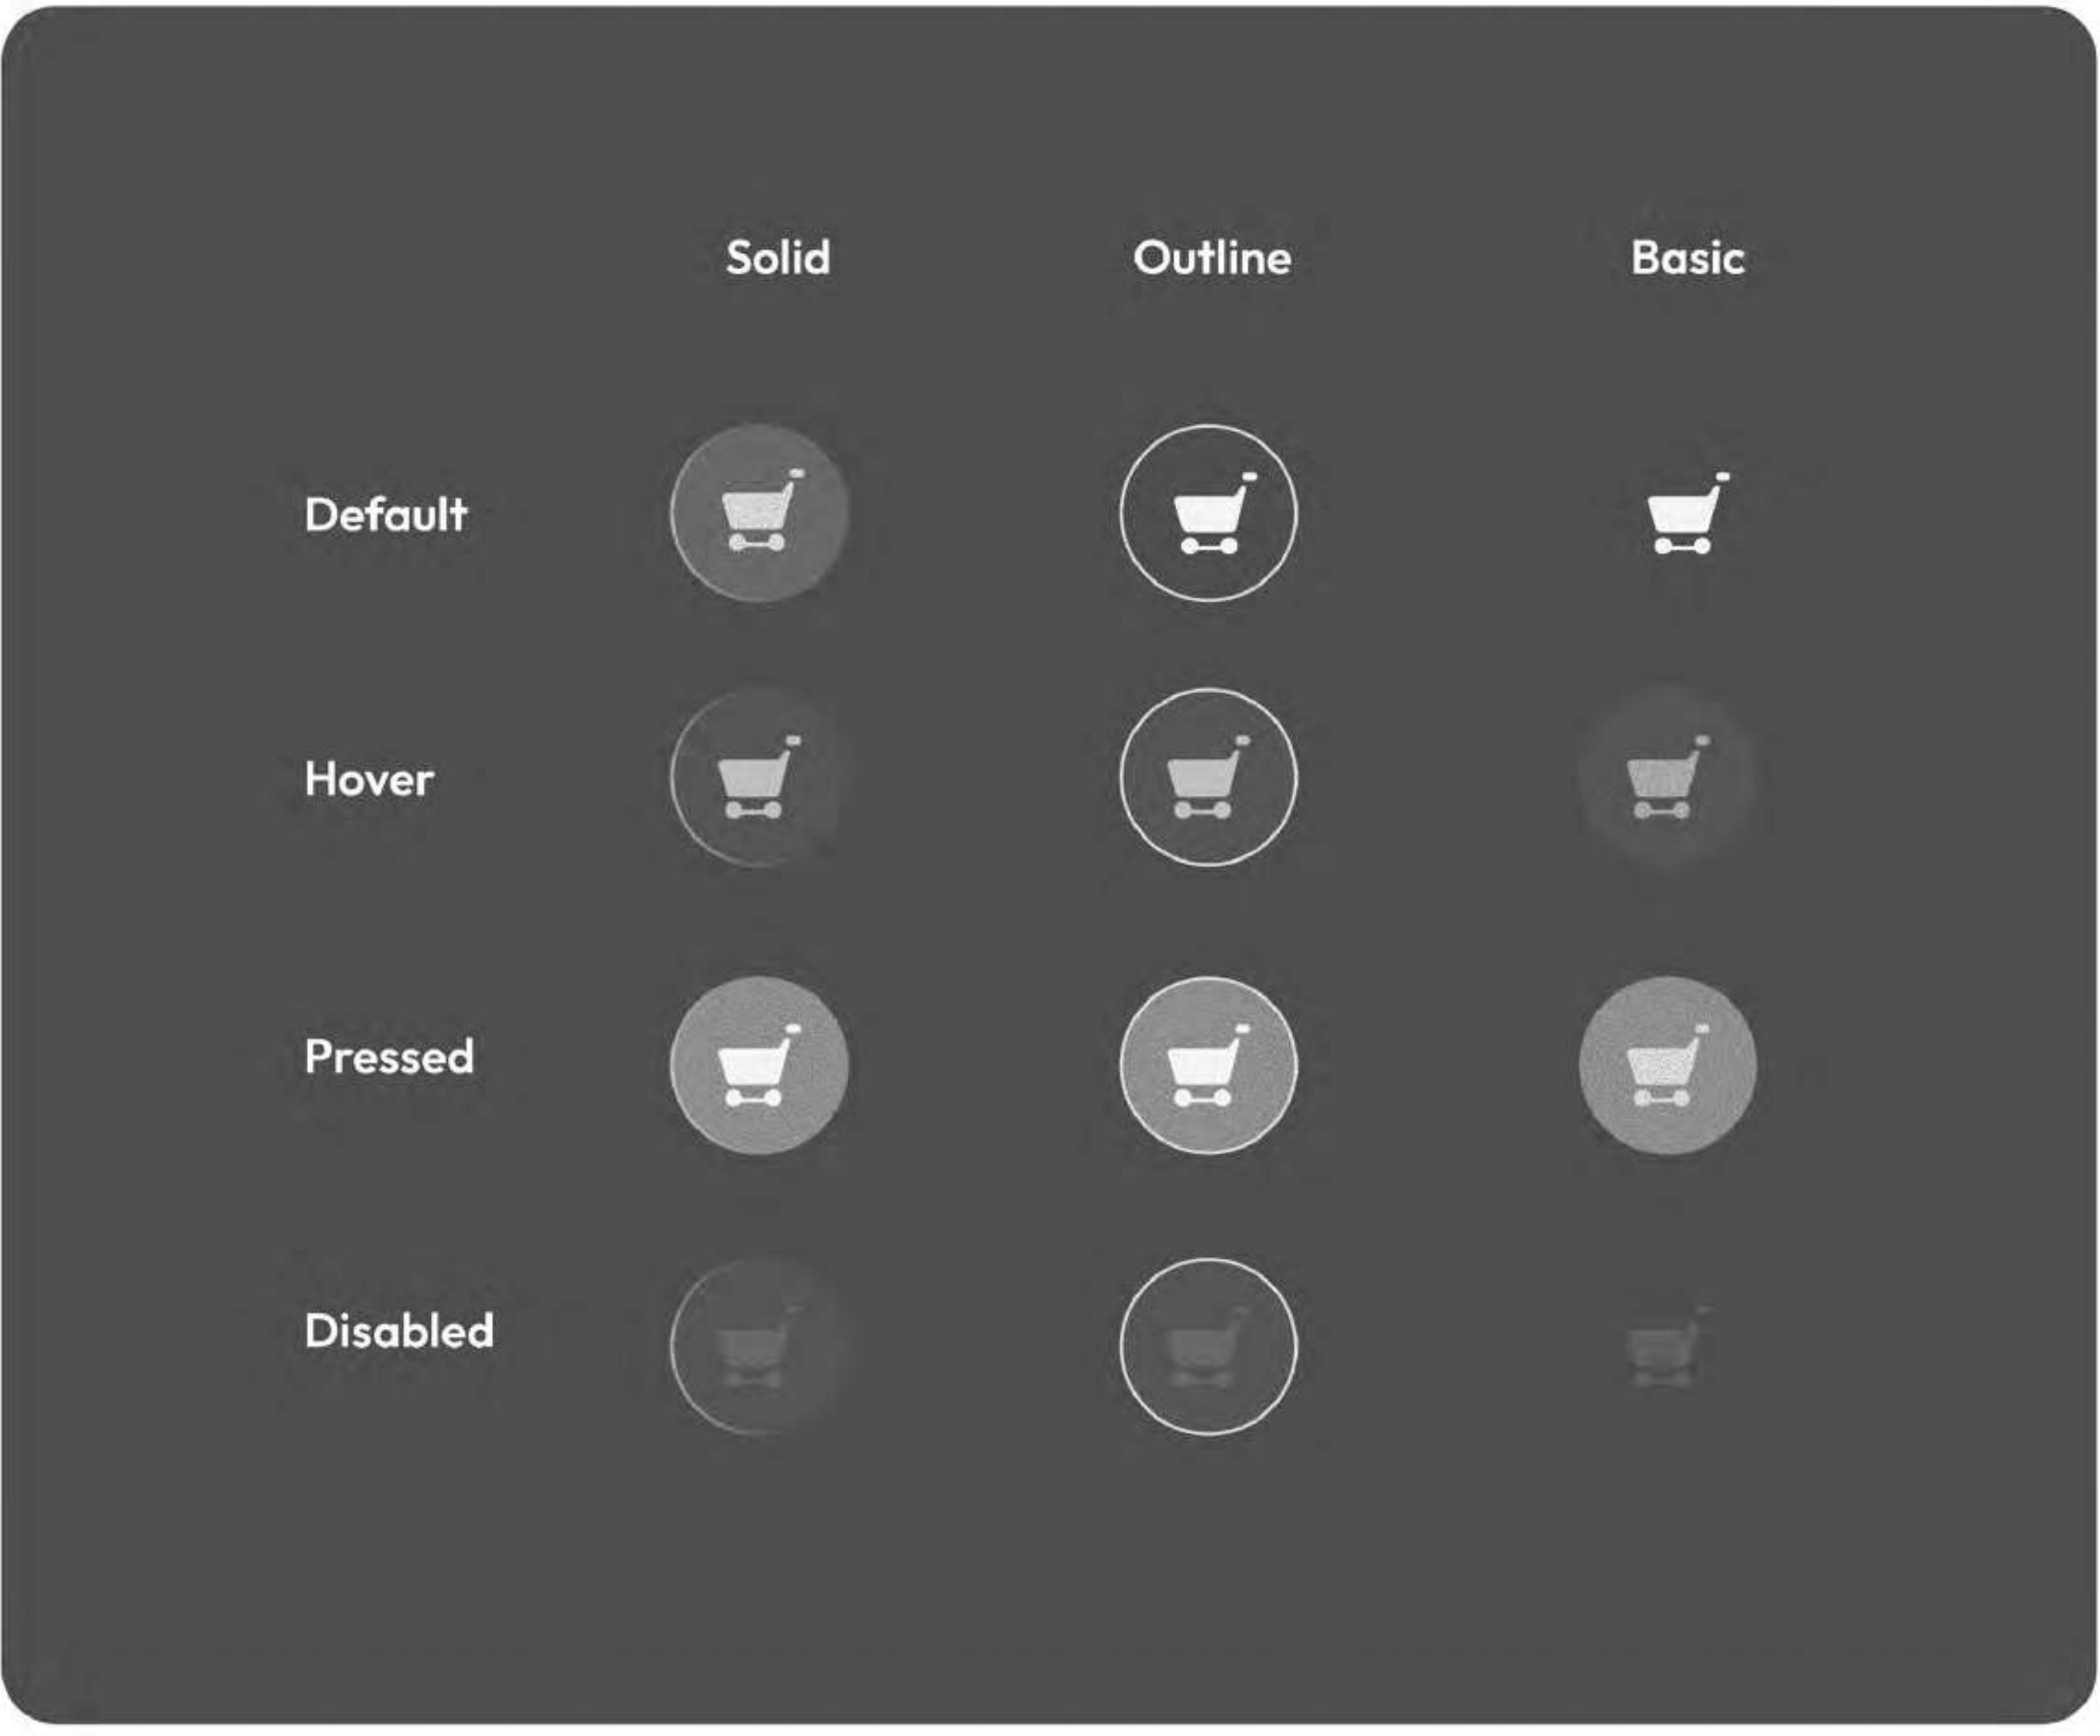 Solid Outline Basic
Default
Hover
Pressed
Disabled